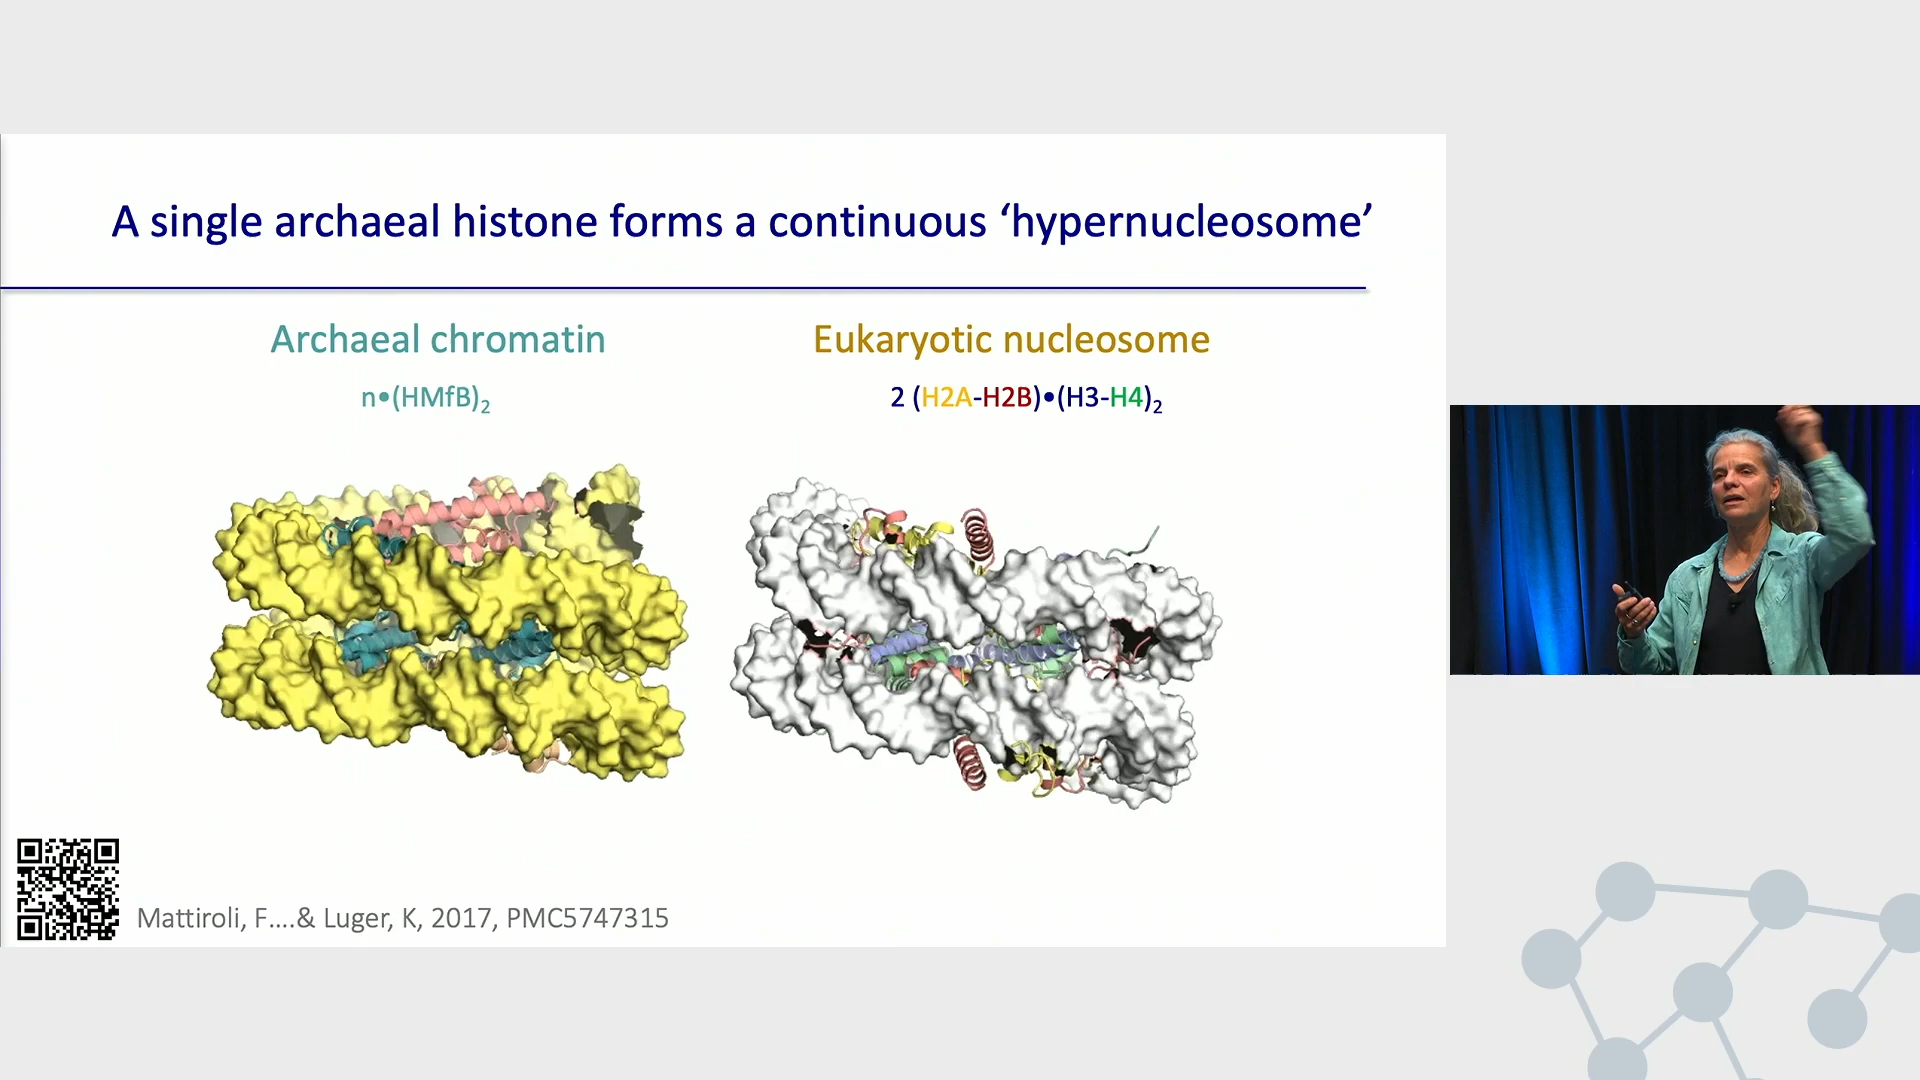 A single archaeal histone forms a continuous ‘hypernucleosome’
Archaeal chromatin
n•(HMfB)2
Eukaryotic nucleosome
2 (H2A-H2B)•(H3-H4)2
Mattiroli, F....& Luger, K, 2017, PMC5747315